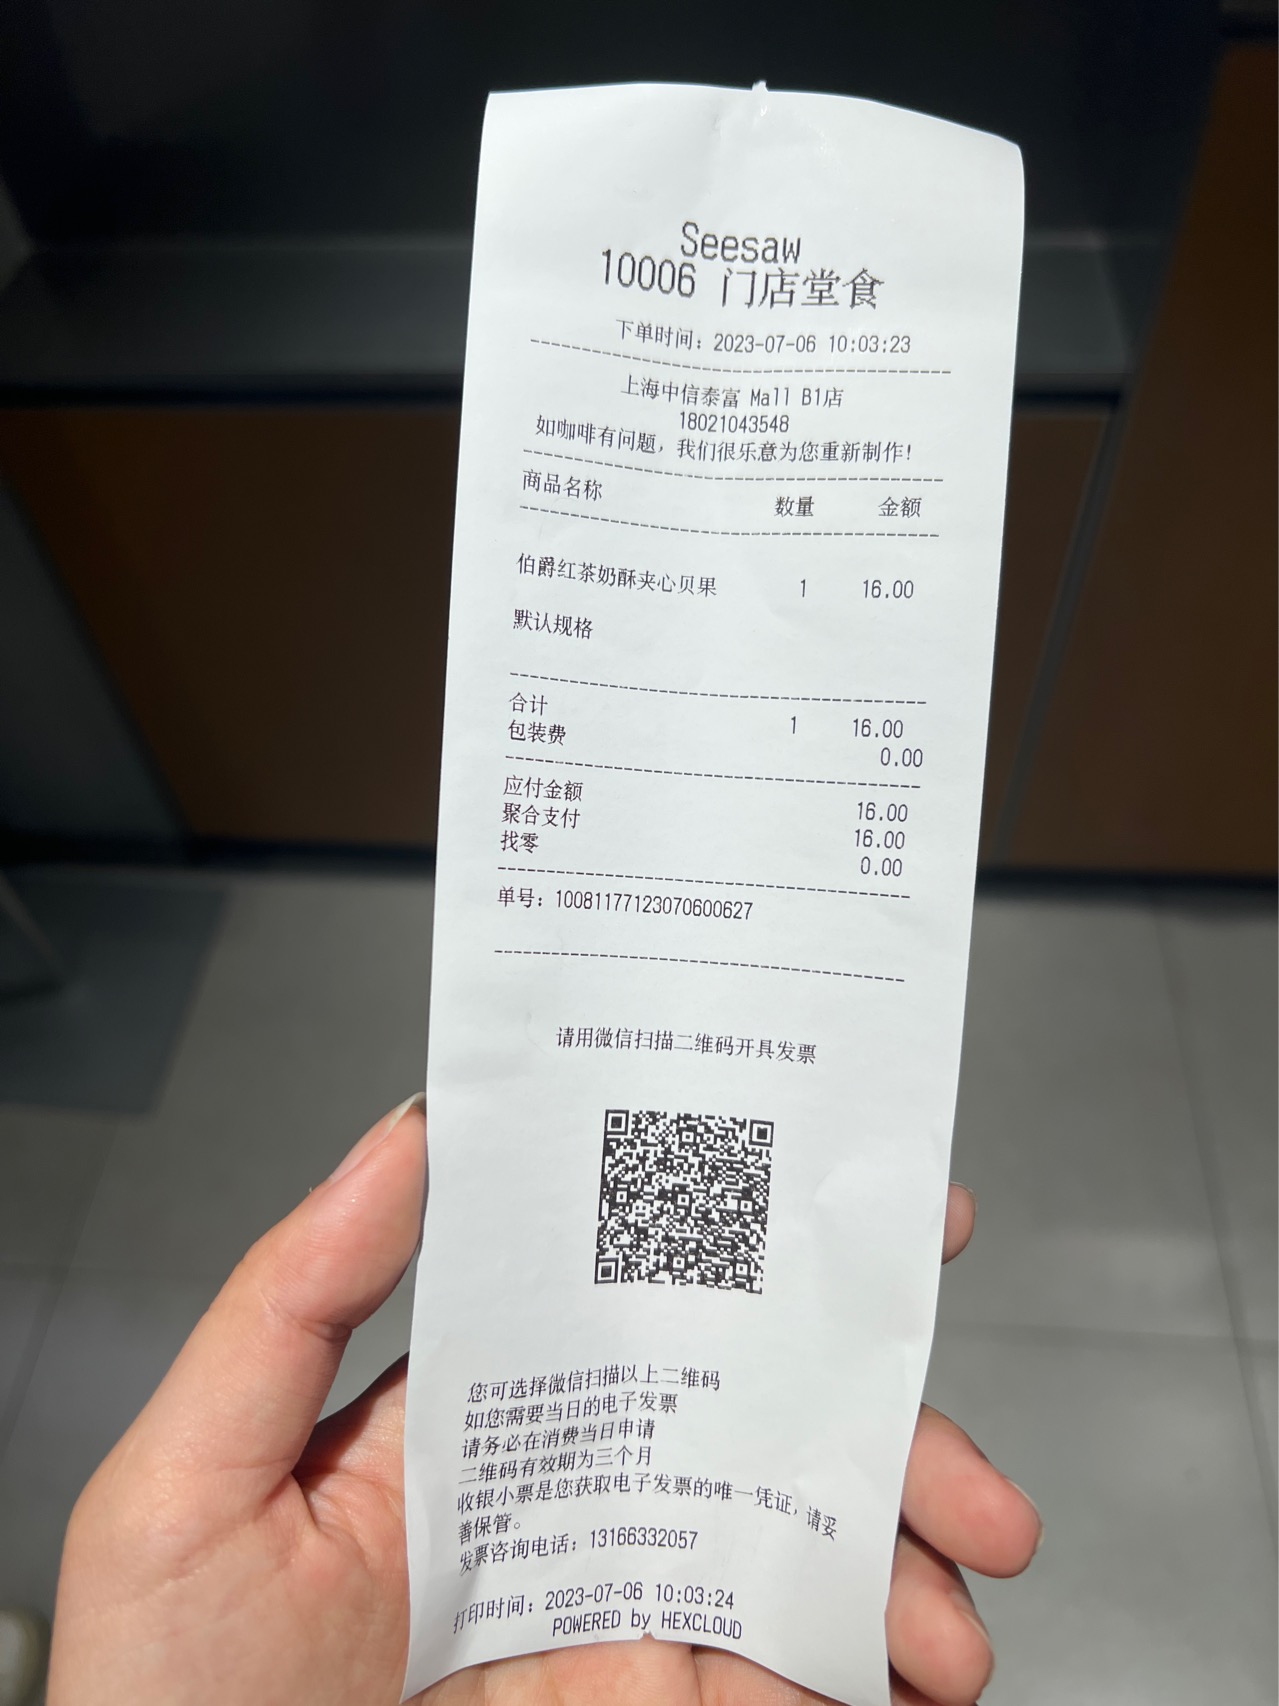 Seesaw
10006 门店堂食
下单时间：2023-07-06 10:03:23
上海中信泰富 Mall B1店
18021043548
如咖啡有问题，我们很乐意为您重新制作！
商品名称 数量 金额
伯爵红茶奶酥夹心贝果 1 16.00
默认规格
合计 1 16.00
包装费 0.00
应付金额 16.00
聚合支付 16.00
找零 0.00
单号：10081177123070600627
请用微信扫描二维码开具发票
您可选择微信扫描以上二维码
如您需要当日的电子发票
请务必在消费当日申请
二维码有效期为三个月
收银小票是您获取电子发票的唯一凭证，请妥
善保管。
发票咨询电话：13166332057
打印时间：2023-07-06 10:03:24
POWERED by HEXCLOUD